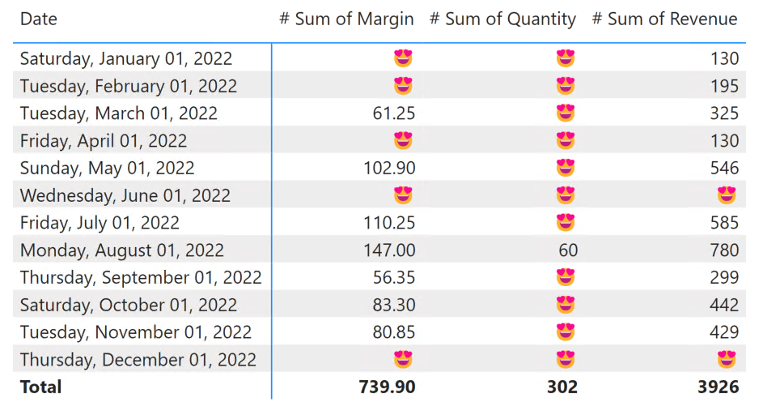 Date # Sum of Margin # Sum of Quantity # Sum of Revenue
Saturday, January 01, 2022 😍 😍 130
Tuesday, February 01, 2022 😍 😍 195
Tuesday, March 01, 2022 61.25 😍 325
Friday, April 01, 2022 😍 😍 130
Sunday, May 01, 2022 102.90 😍 546
Wednesday, June 01, 2022 😍 😍 😍
Friday, July 01, 2022 110.25 😍 585
Monday, August 01, 2022 147.00 60 780
Thursday, September 01, 2022 56.35 😍 299
Saturday, October 01, 2022 83.30 😍 442
Tuesday, November 01, 2022 80.85 😍 429
Thursday, December 01, 2022 😍 😍 😍
Total 739.90 302 3926